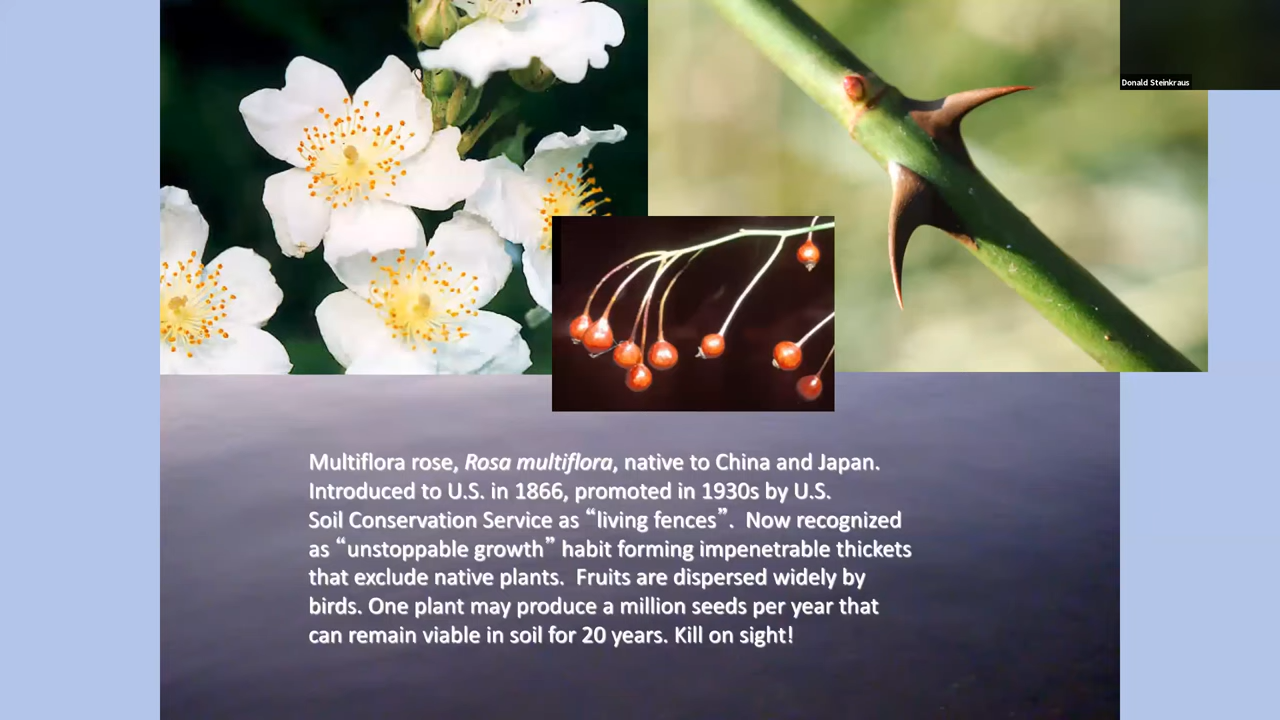 Donald Steinkraus
Multiflora rose, Rosa multiflora, native to China and Japan.
Introduced to U.S. in 1866, promoted in 1930s by U.S.
Soil Conservation Service as “living fences”.  Now recognized
as “unstoppable growth” habit forming impenetrable thickets
that exclude native plants.  Fruits are dispersed widely by
birds. One plant may produce a million seeds per year that
can remain viable in soil for 20 years. Kill on sight!